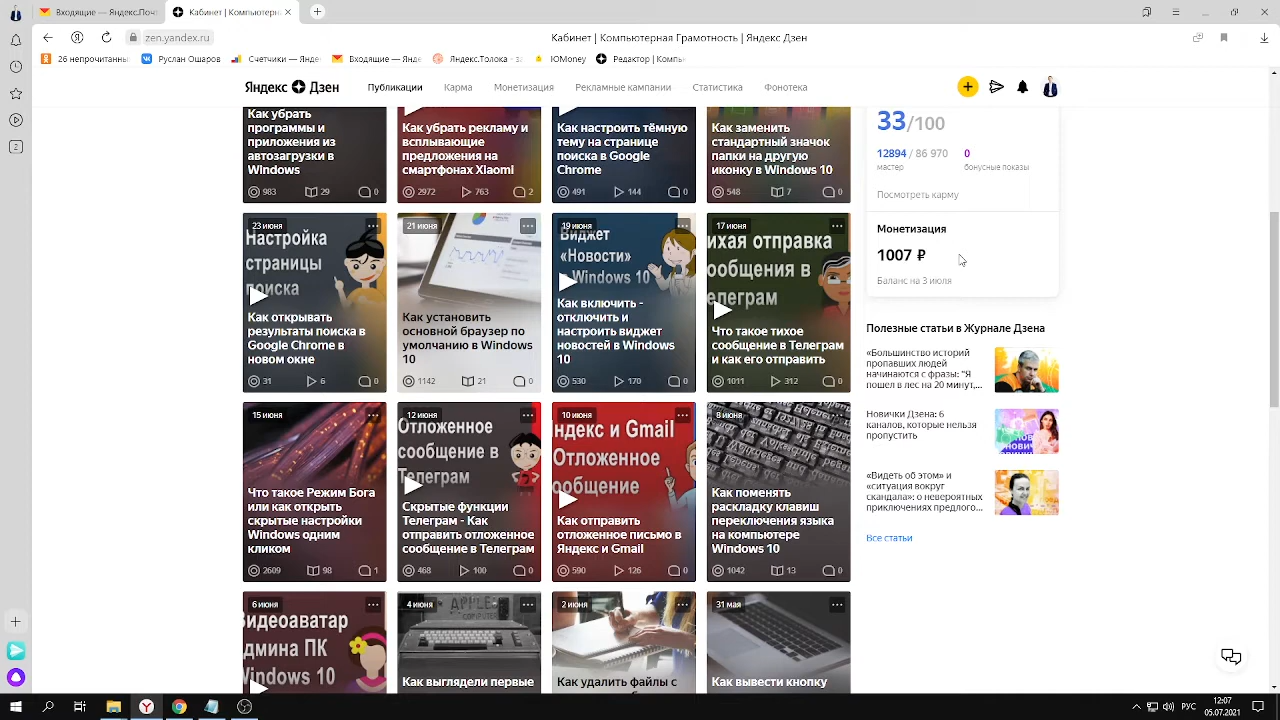 Входящие — Яндекс.Поч
Кабинет | Компьютерн
zen.yandex.ru
Кабинет | Компьютерная Грамотность | Яндекс Дзен
26 непрочитаннь
Руслан Ошаров
Счетчики — Янде
Входящие — Янде
Яндекс.Толока
ЮMoney
Редактор | Компь
Яндекс Дзен
Публикации
Карма
Монетизация
Рекламные кампании
Статистика
Фонотека
Как убрать
программы и
приложения из
автозагрузки в
Windows 10
983
29
0
Как убрать рекламу и
всплывающие
предложения на
смартфонах Xiaomi
2972
763
2
Как настроить тёмную
тему на странице
поиска в Google
Chrome
491
144
0
Как заменить
стандартный значок
папки на другую
иконку в Windows 10
548
7
0
33/100
12894 / 86 970
мастер
0
бонусные показы
Посмотреть карму
Монетизация
1007 ₽
Баланс на 3 июля
23 июня
Настройка
страницы
поиска
Как открывать
результаты поиска в
Google Chrome в
новом окне
31
6
0
21 июня
Как установить
основной браузер по
умолчанию в Windows
10
1142
21
0
19 июня
Виджет
«Новости»
Windows 10
Как включить -
отключить и
настроить виджет
новостей в Windows
10
530
170
0
17 июня
ихая отправка
сообщения в
елеграм
Что такое тихое
сообщение в Телеграм
и как его отправить
1011
312
0
Полезные статьи в Журнале Дзена
«Большинство историй
пропавших людей
начинаются с фразы: "Я
пошел в лес на 20 минут,...
Новички Дзена: 6
каналов, которые нельзя
пропустить
«Видеть об этом» и
«ситуация вокруг
скандала»: о невероятных
приключениях предлого...
Все статьи
15 июня
Что такое Режим Бога
или как открыть
скрытые настройки
Windows одним
кликом
2609
98
1
12 июня
Отложенное
сообщение в
Телеграм
Скрытые функции
Телеграм - Как
отправить отложенное
сообщение в Телеграм
468
100
0
10 июня
ндекс и Gmail
Отложенное
сообщение
Как отправить
отложенное письмо в
Яндекс и Gmail
590
126
0
8 июня
Как поменять
раскладку клавиш
переключения языка
на компьютере
Windows 10
1042
13
0
6 июня
Видеоаватар
дмина ПК
4 июня
APPLE
COMPUTER
Как выглядели первые
2 июня
Как удалить файлы с
31 мая
Как вывести кнопку
РУС
12:07
05.07.2021